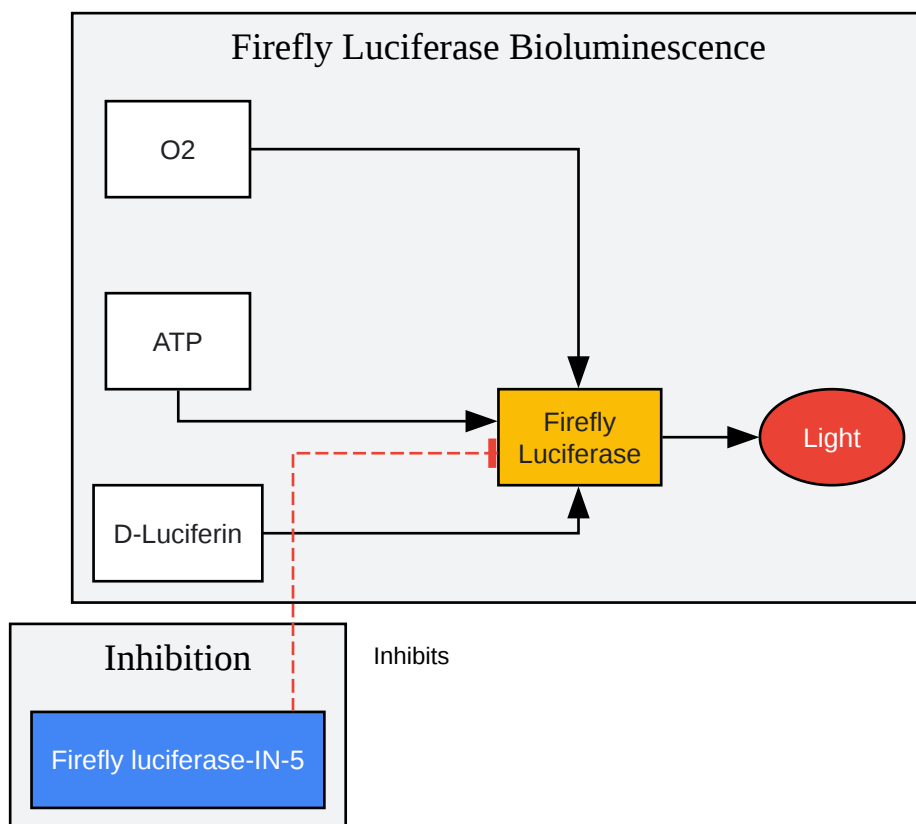 Firefly Luciferase Bioluminescence
O2
ATP
Firefly
Luciferase
Light
D-Luciferin
Inhibition
Inhibits
Firefly luciferase-IN-5